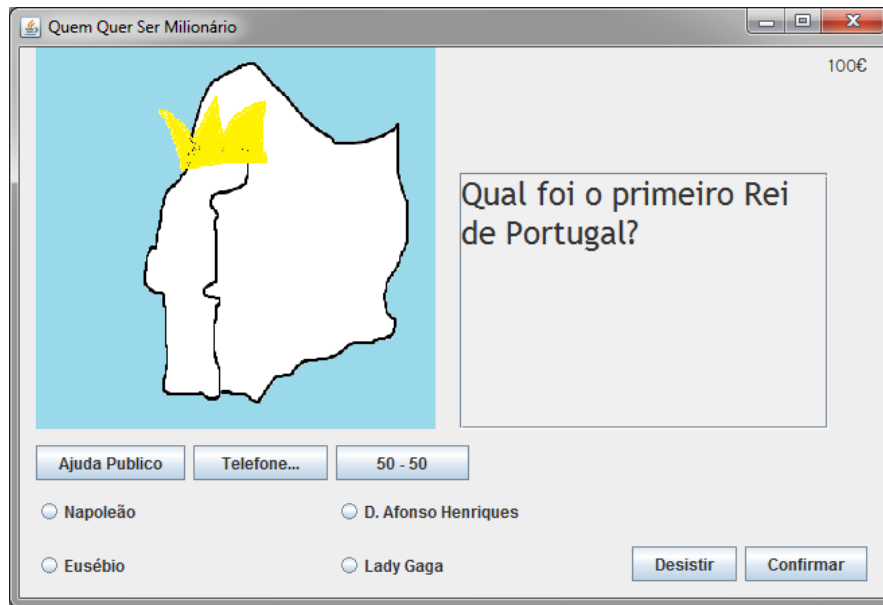 Quem Quer Ser Milionário
100€
Qual foi o primeiro Rei
de Portugal?
Ajuda Publico
Telefone...
50 - 50
Napoleão
D. Afonso Henriques
Eusébio
Lady Gaga
Desistir
Confirmar